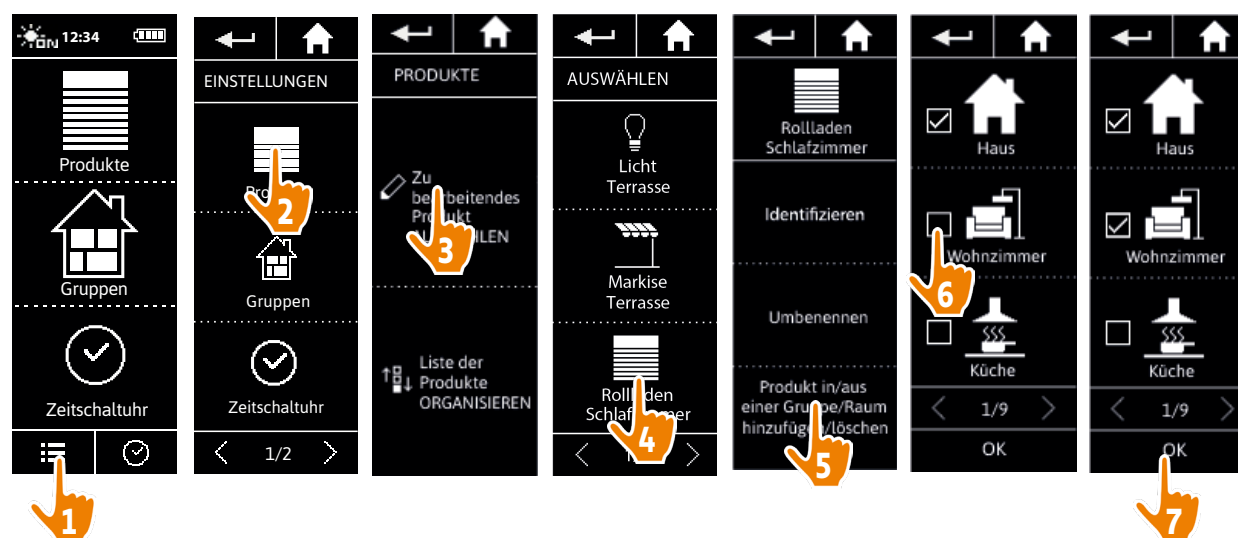 ON 12:34
Produkte
Gruppen
Zeitschaltuhr
1
EINSTELLUNGEN
2
Gruppen
Zeitschaltuhr
1/2
PRODUKTE
Zu
bearbeitendes
Produkt
3
Liste der
Produkte
ORGANISIEREN
AUSWÄHLEN
Licht
Terrasse
Markise
Terrasse
4
Rollladen
Schlafzimmer
5
Identifizieren
Umbenennen
Produkt in/aus
einer Gruppe/Raum
hinzufügen/löschen
Haus
Wohnzimmer
6
Küche
1/9
OK
Haus
Wohnzimmer
Küche
1/9
OK
7